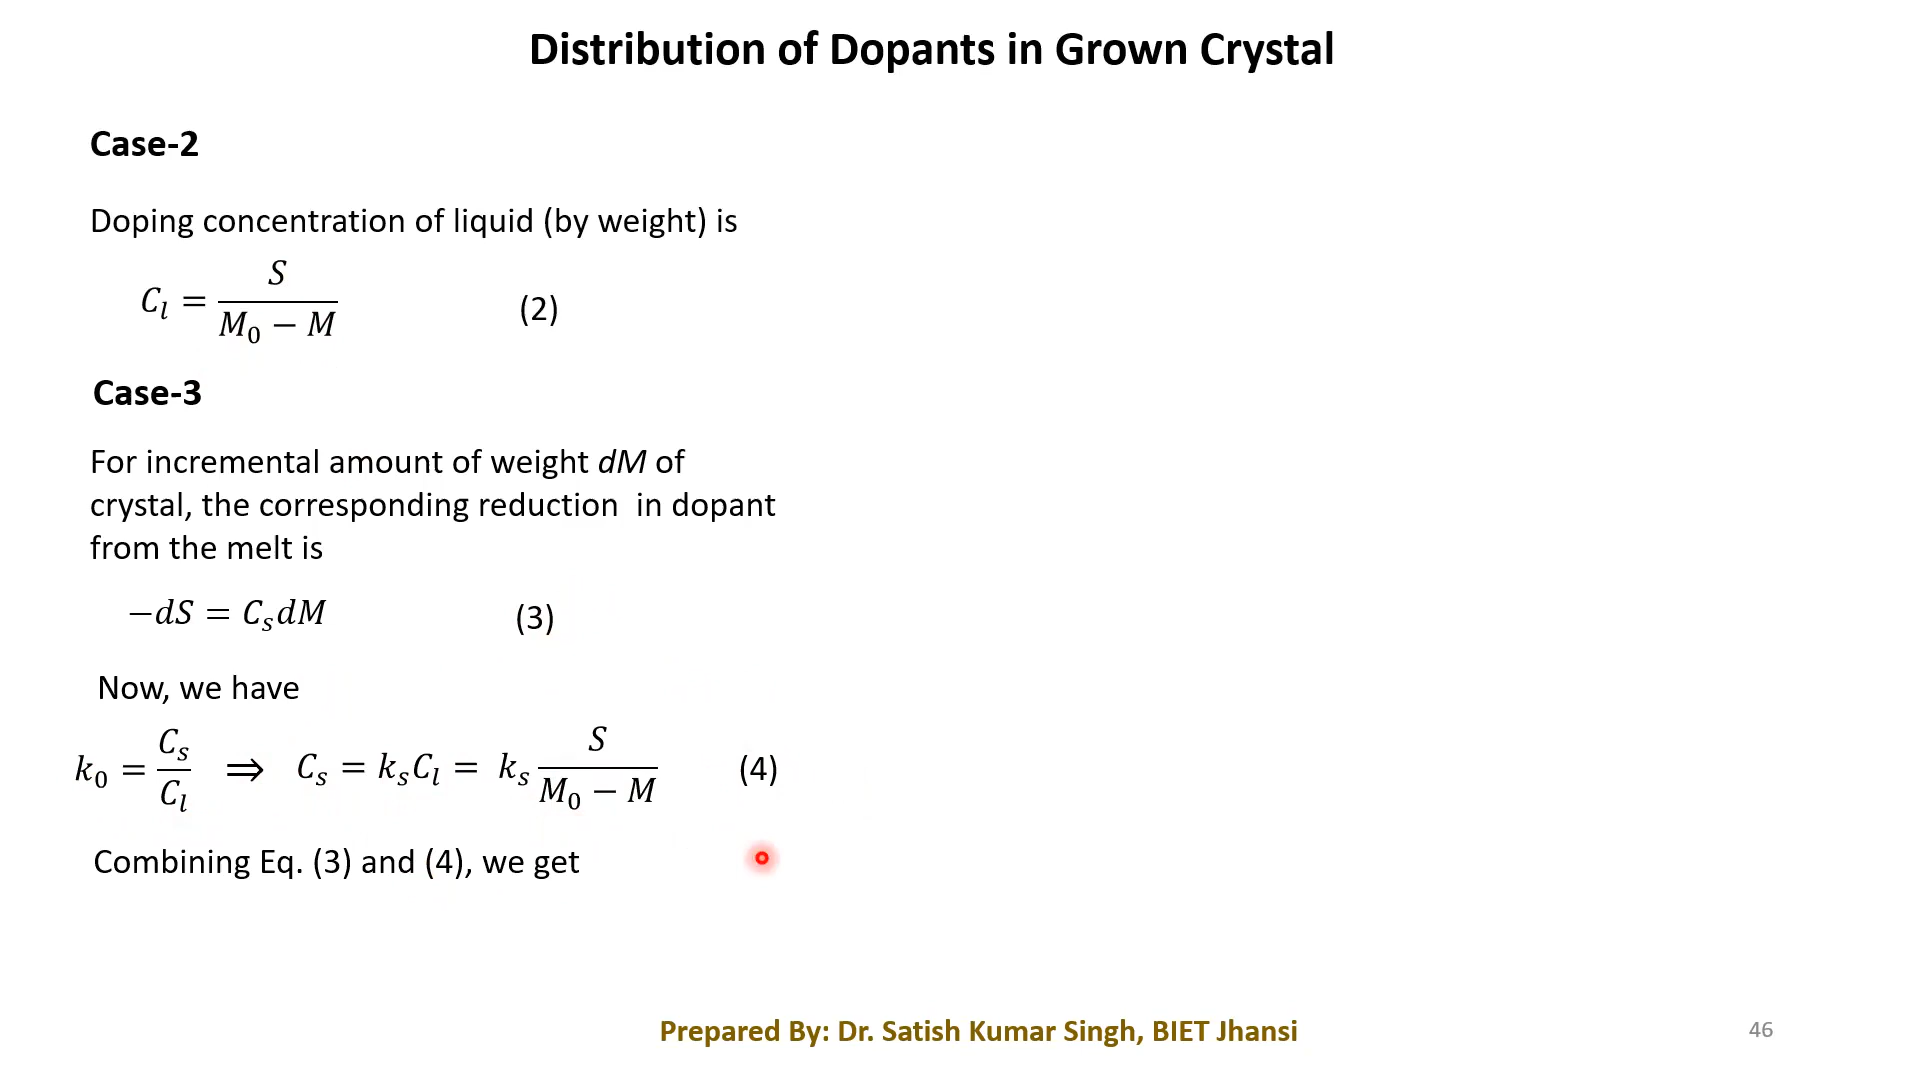 Distribution of Dopants in Grown Crystal
Case-2
Doping concentration of liquid (by weight) is
C_l = S / (M_0 − M) (2)
Case-3
For incremental amount of weight dM of
crystal, the corresponding reduction in dopant
from the melt is
−dS = C_s dM (3)
Now, we have
k_0 = C_s / C_l ⇒ C_s = k_s C_l = k_s S / (M_0 − M) (4)
Combining Eq. (3) and (4), we get
Prepared By: Dr. Satish Kumar Singh, BIET Jhansi
46